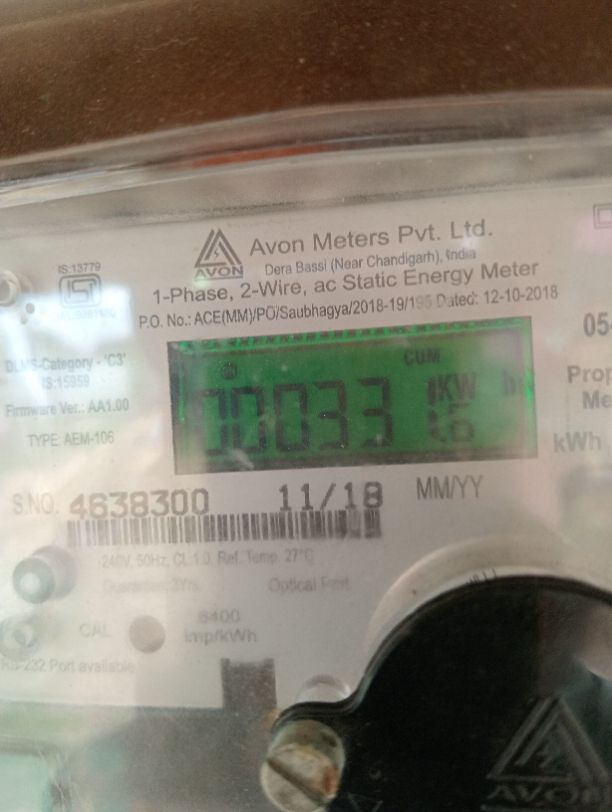 Avon Meters Pvt. Ltd.
AVON
Dera Bassi (Near Chandigarh), India
IS:13779
1-Phase, 2-Wire, ac Static Energy Meter
P.O. No.: ACE(MM)/PO/Saubhagya/2018-19/195 Dated: 12-10-2018
DLMS-Category - 'C3'
IS:15959
Firmware Ver.: AA1.00
TYPE: AEM-106
CUM
KW h
05-
Prop
Me
kWh
S.NO. 4638300 11/18 MM/YY
-240V, 50Hz, CL:1.0, Ref. Temp. 27°C
Optical Port
CAL
6400
imp/kWh
RS-232 Port available
AVON